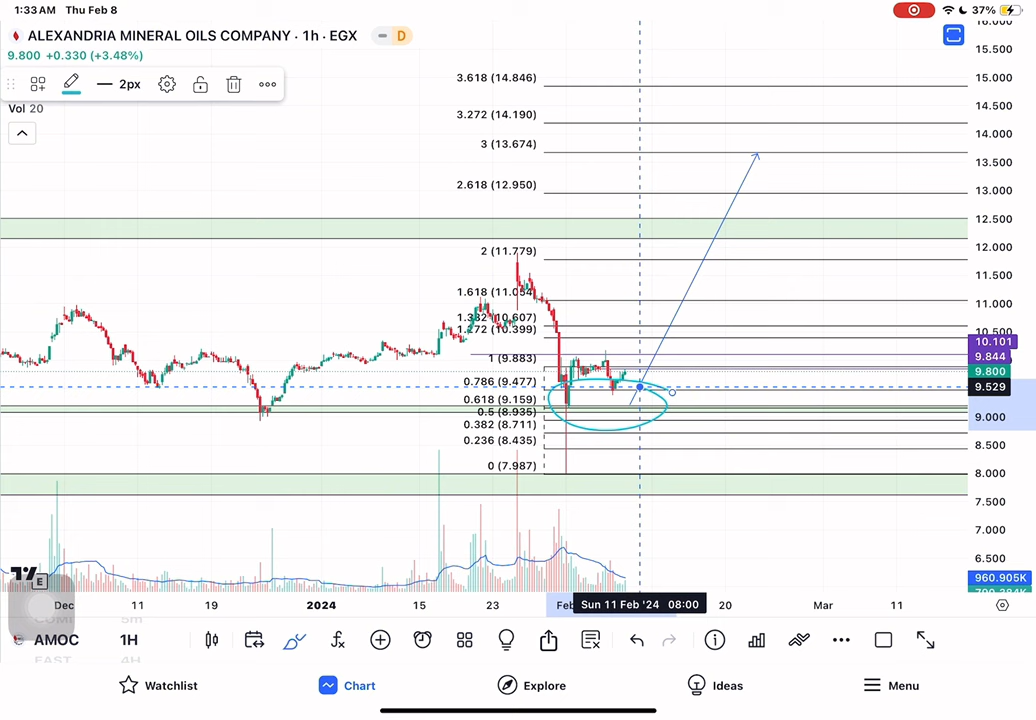 1:33 AM Thu Feb 8
37%
ALEXANDRIA MINERAL OILS COMPANY · 1h · EGX
D
9.800 +0.330 (+3.48%)
2px
Vol 20
3.618 (14.846)
3.272 (14.190)
3 (13.674)
2.618 (12.950)
2 (11.779)
1.618 (11.054)
1.382 (10.607)
1.272 (10.399)
1 (9.883)
0.786 (9.477)
0.618 (9.159)
0.5 (8.935)
0.382 (8.711)
0.236 (8.435)
0 (7.987)
16.000
15.500
15.000
14.500
14.000
13.500
13.000
12.500
12.000
11.500
11.000
10.500
10.101
9.844
9.800
9.529
9.000
8.500
8.000
7.500
7.000
6.500
960.905K
E
Dec 11 19 2024 15 23 Feb Sun 11 Feb '24 08:00 20 Mar 11
5m
AMOC 1H
4H
Watchlist Chart Explore Ideas Menu